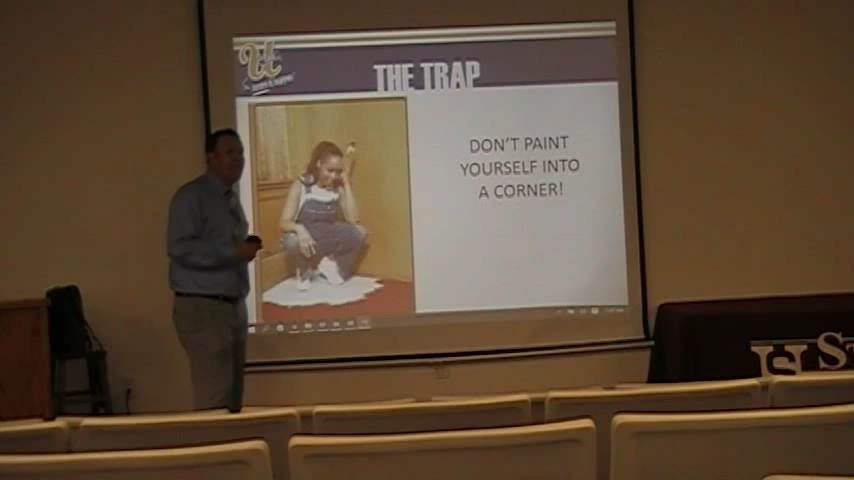 U
THE TRAP
DON'T PAINT
YOURSELF INTO
A CORNER!